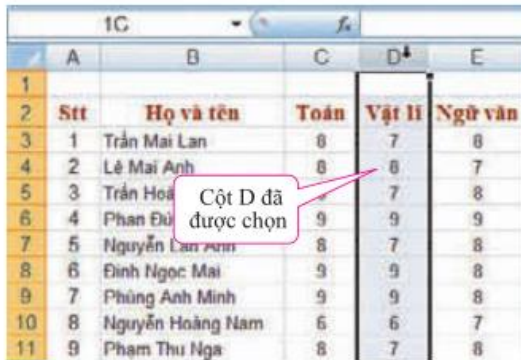 1C fx
A B C D E
1
2 Stt Họ và tên Toán Vật lí Ngữ văn
3 1 Trần Mai Lan 8 7 8
4 2 Lê Mai Anh 8 8 7
5 3 Trần 7 8
Cột D đã
được chọn
6 4 Phan 9 9 9
7 5 Nguyễn Lan Anh 8 7 8
8 6 Đinh Ngọc Mai 9 9 8
9 7 Phùng Anh Minh 9 9 8
10 8 Nguyễn Hoàng Nam 6 6 7
11 9 Phạm Thu Nga 8 7 8